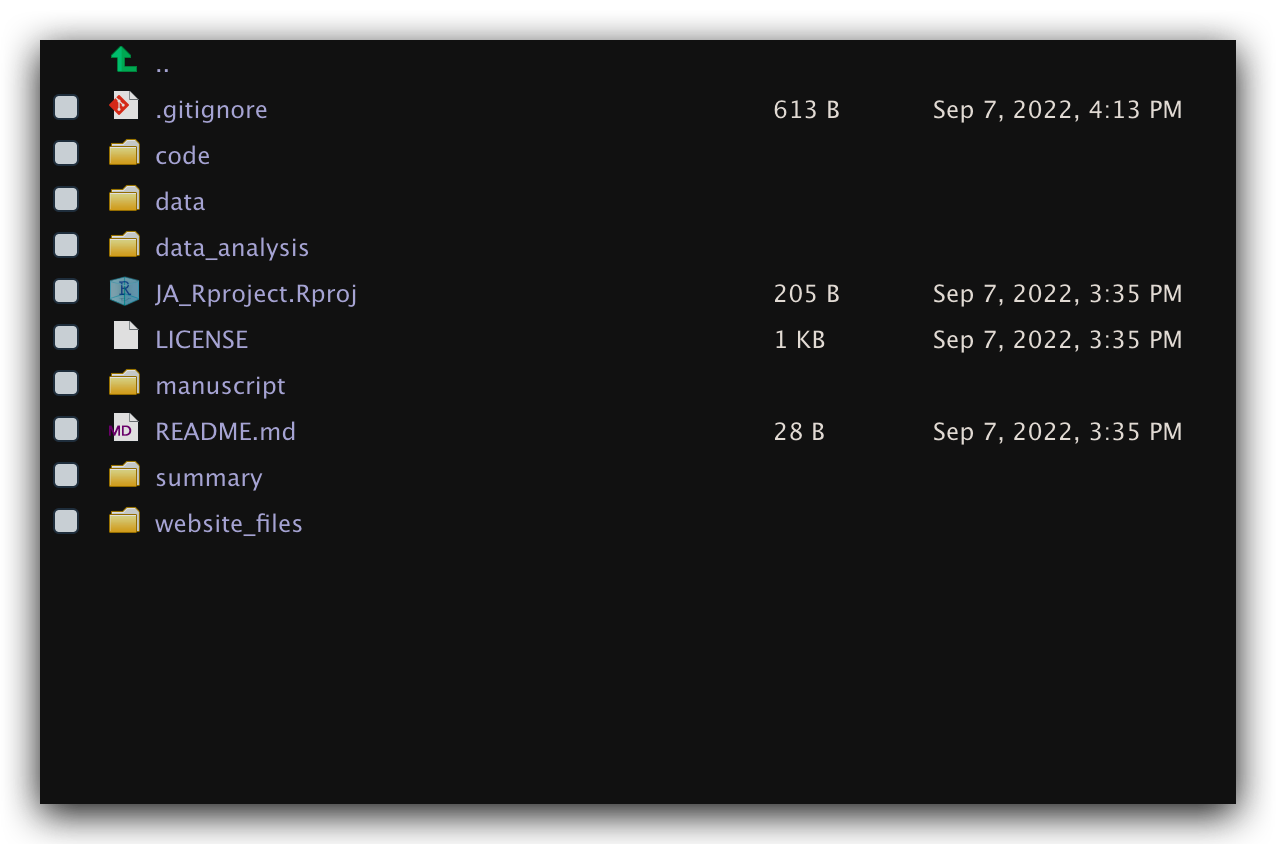 ..
.gitignore 613 B Sep 7, 2022, 4:13 PM
code
data
data_analysis
R JA_Rproject.Rproj 205 B Sep 7, 2022, 3:35 PM
LICENSE 1 KB Sep 7, 2022, 3:35 PM
manuscript
MD README.md 28 B Sep 7, 2022, 3:35 PM
summary
website_files